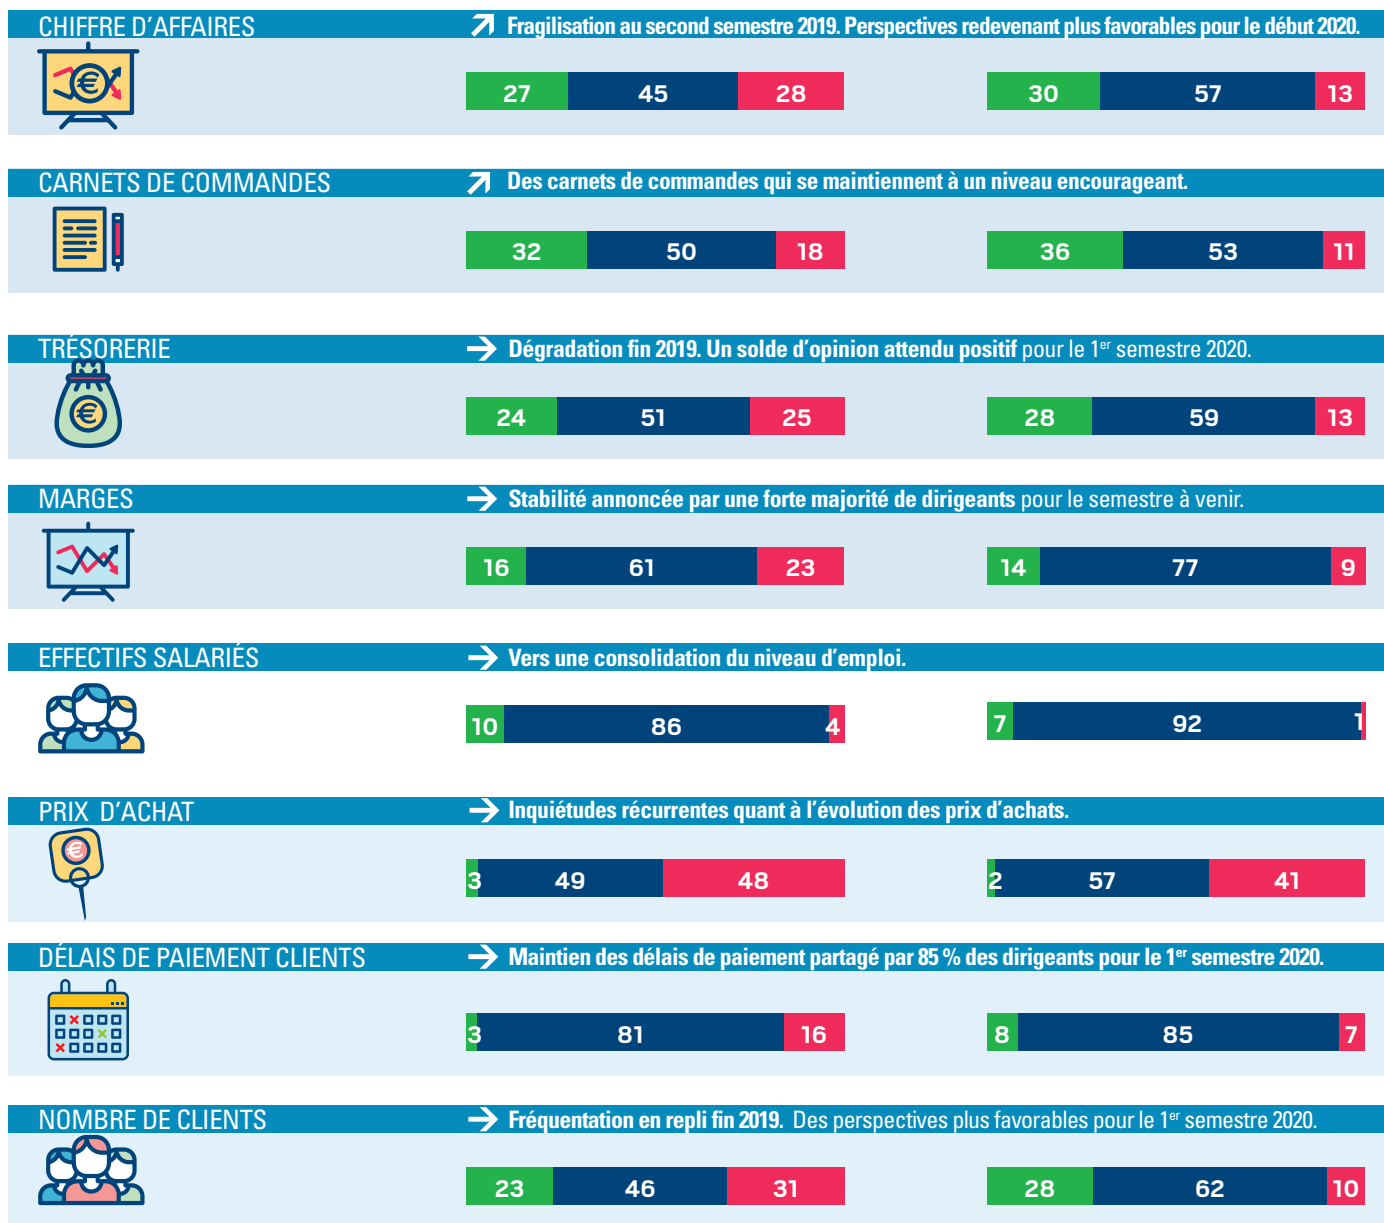 CHIFFRE D’AFFAIRES
Fragilisation au second semestre 2019. Perspectives redevenant plus favorables pour le début 2020.
€
27 45 28 30 57 13
CARNETS DE COMMANDES
Des carnets de commandes qui se maintiennent à un niveau encourageant.
32 50 18 36 53 11
TRÉSORERIE
Dégradation fin 2019. Un solde d’opinion attendu positif pour le 1er semestre 2020.
€
24 51 25 28 59 13
MARGES
Stabilité annoncée par une forte majorité de dirigeants pour le semestre à venir.
16 61 23 14 77 9
EFFECTIFS SALARIÉS
Vers une consolidation du niveau d’emploi.
10 86 4 7 92 1
PRIX D’ACHAT
Inquiétudes récurrentes quant à l’évolution des prix d’achats.
€
3 49 48 2 57 41
DÉLAIS DE PAIEMENT CLIENTS
Maintien des délais de paiement partagé par 85 % des dirigeants pour le 1er semestre 2020.
3 81 16 8 85 7
NOMBRE DE CLIENTS
Fréquentation en repli fin 2019. Des perspectives plus favorables pour le 1er semestre 2020.
23 46 31 28 62 10